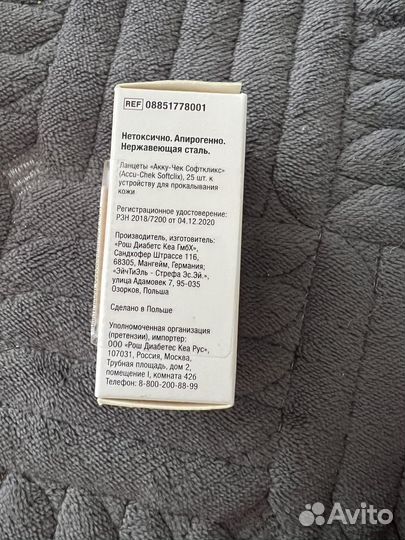 REF 08851778001
Нетоксично. Апирогенно.
Нержавеющая сталь.
Ланцеты «Акку-Чек Софткликс»
(Accu-Chek Softclix), 25 шт. к
устройству для прокалывания
кожи
Регистрационное удостоверение:
РЗН 2018/7200 от 04.12.2020
Производитель, изготовитель:
«Рош Диабетс Кеа ГмбХ»,
Сандхофер Штрассе 116,
68305, Мангейм, Германия;
«ЭйчТиЭль - Стрефа Эс.Эй.»,
улица Адамовек 7, 95-035
Озорков, Польша
Сделано в Польше
Уполномоченная организация
(претензии), импортер:
ООО «Рош Диабетс Кеа Рус»,
107031, Россия, Москва,
Трубная площадь, дом 2,
помещение I, комната 42б
Телефон: 8-800-200-88-99
Avito